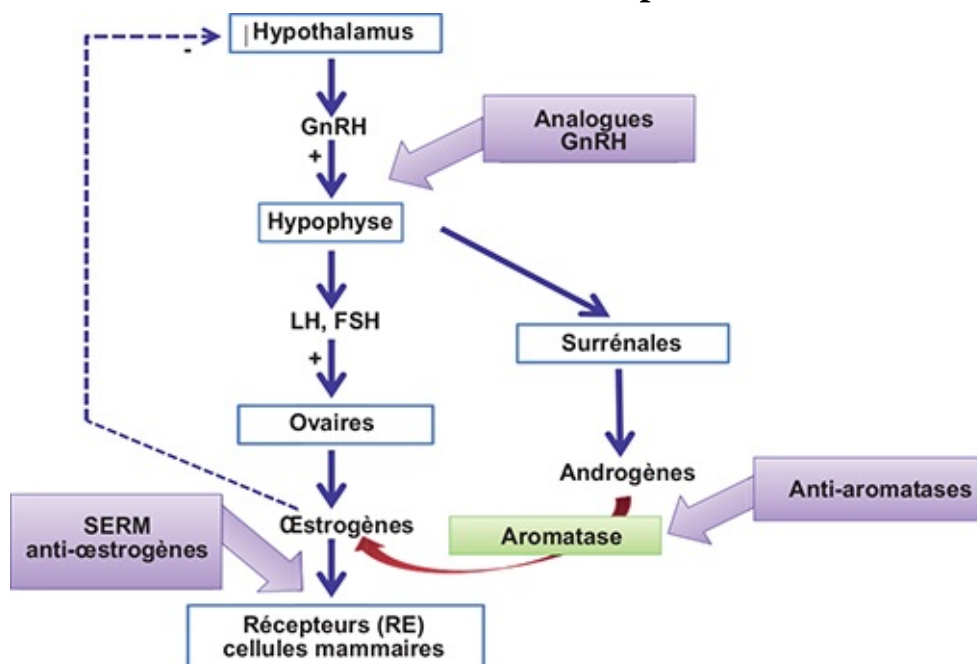 Hypothalamus
-
GnRH
+
Analogues
GnRH
Hypophyse
LH, FSH
+
Surrénales
Ovaires
Androgènes
Anti-aromatases
SERM
anti-œstrogènes
Œstrogènes
Aromatase
Récepteurs (RE)
cellules mammaires